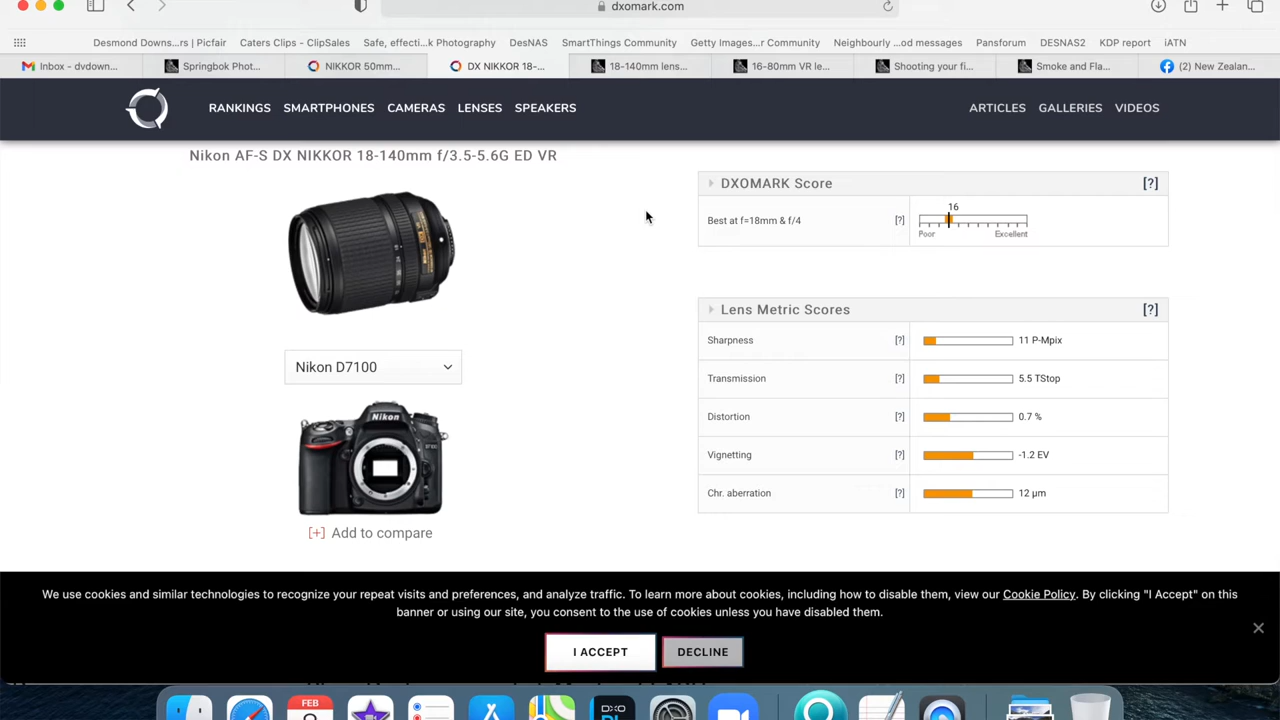 dxomark.com
Desmond Downs...rs | Picfair
Caters Clips - ClipSales
Safe, effecti...k Photography
DesNAS
SmartThings Community
Getty Images...r Community
Neighbourly ...od messages
Pansforum
DESNAS2
KDP report
iATN
Inbox - dvdown...
Springbok Phot...
NIKKOR 50mm...
DX NIKKOR 18-...
18-140mm lens...
16-80mm VR le...
Shooting your fi...
Smoke and Fla...
(2) New Zealan...
RANKINGS
SMARTPHONES
CAMERAS
LENSES
SPEAKERS
ARTICLES
GALLERIES
VIDEOS
Nikon AF-S DX NIKKOR 18-140mm f/3.5-5.6G ED VR
DXOMARK Score [?]
Best at f=18mm & f/4 [?]
16
Poor Excellent
Lens Metric Scores [?]
Sharpness [?] 11 P-Mpix
Transmission [?] 5.5 TStop
Distortion [?] 0.7 %
Vignetting [?] -1.2 EV
Chr. aberration [?] 12 µm
Nikon D7100
Nikon
[+] Add to compare
We use cookies and similar technologies to recognize your repeat visits and preferences, and analyze traffic. To learn more about cookies, including how to disable them, view our Cookie Policy. By clicking "I Accept" on this
banner or using our site, you consent to the use of cookies unless you have disabled them.
I ACCEPT
DECLINE
FEB
DXO